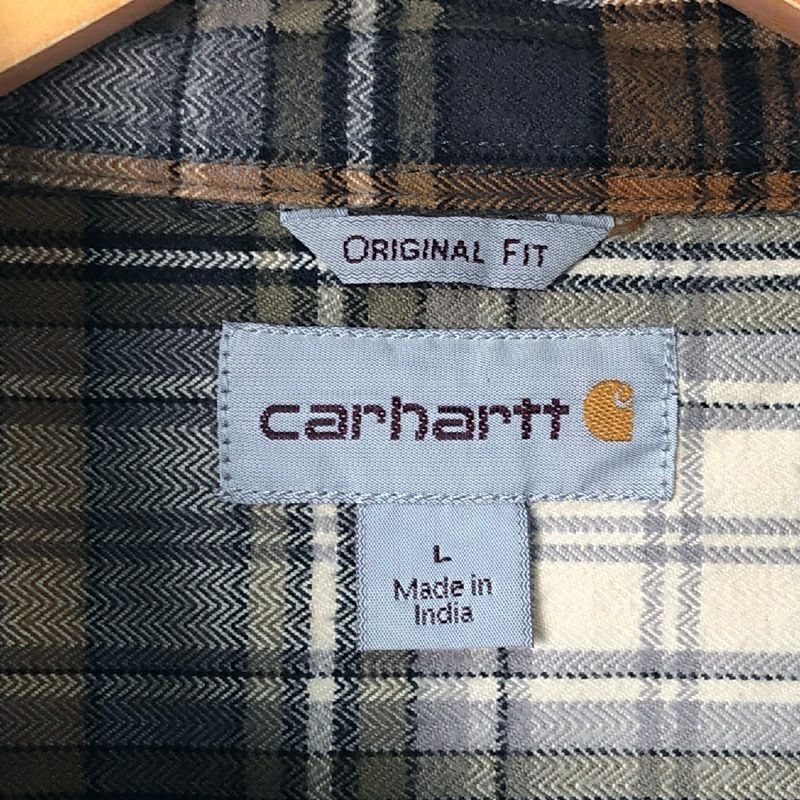 ORIGINAL FIT
carhartt
L
Made in
India